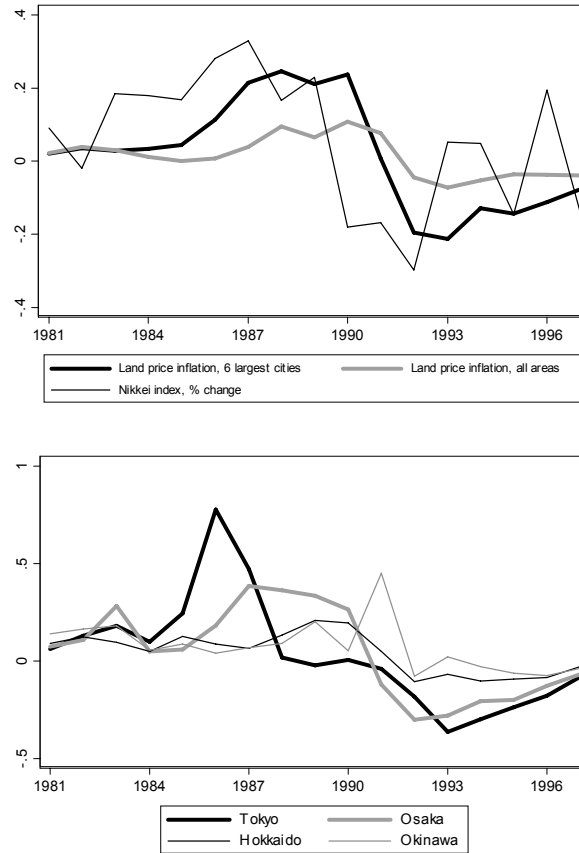 .4
.2
0
-.2
-.4
1981 1984 1987 1990 1993 1996
Land price inflation, 6 largest cities Land price inflation, all areas
Nikkei index, % change
1
.5
0
-.5
1981 1984 1987 1990 1993 1996
Tokyo Osaka
Hokkaido Okinawa